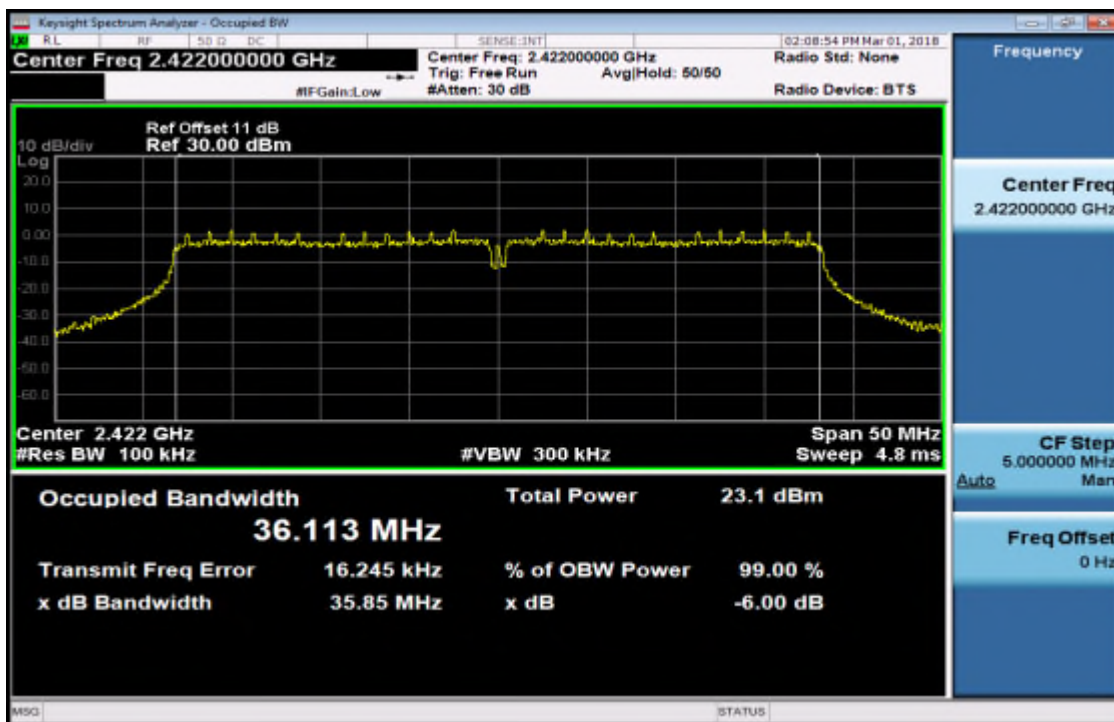 Keysight Spectrum Analyzer - Occupied BW
RL RF 50 Ω DC SENSE:INT 02:08:54 PM Mar 01, 2018
Center Freq 2.422000000 GHz
Center Freq: 2.422000000 GHz
Radio Std: None
Trig: Free Run Avg|Hold: 50/50
#IFGain:Low
#Atten: 30 dB
Radio Device: BTS
Ref Offset 11 dB
10 dB/div Ref 30.00 dBm
Log
20.0
10.0
0.00
-10.0
-20.0
-30.0
-40.0
-50.0
-60.0
Center 2.422 GHz Span 50 MHz
#Res BW 100 kHz #VBW 300 kHz Sweep 4.8 ms
Occupied Bandwidth Total Power 23.1 dBm
36.113 MHz
Transmit Freq Error 16.245 kHz % of OBW Power 99.00 %
x dB Bandwidth 35.85 MHz x dB -6.00 dB
MSG STATUS
Frequency
Center Freq
2.422000000 GHz
CF Step
5.000000 MHz
Auto Man
Freq Offset
0 Hz